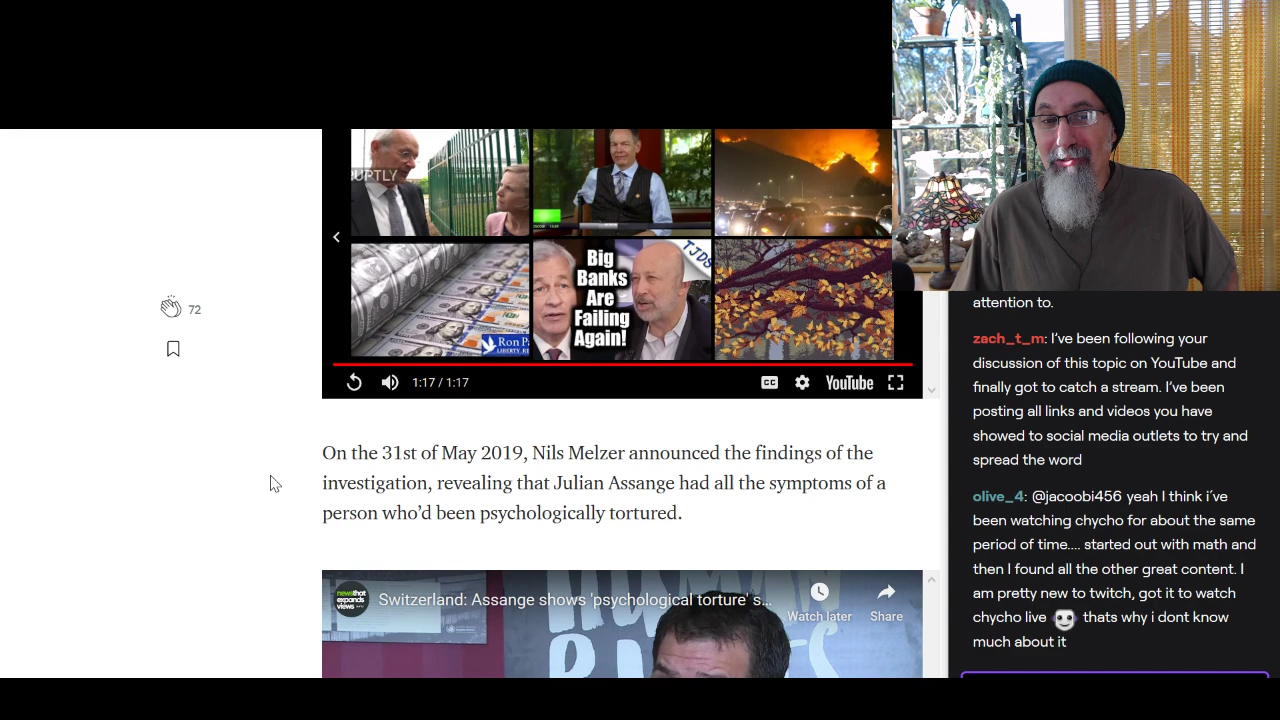 RUPTLY
TJDS
Big
Banks
Are
Failing
Again!
Ron P
LIBERTY RE
1:17 / 1:17
CC
YouTube
72
On the 31st of May 2019, Nils Melzer announced the findings of the
investigation, revealing that Julian Assange had all the symptoms of a
person who’d been psychologically tortured.
newsthat
expands
views
Switzerland: Assange shows 'psychological torture' s...
Watch later
Share
attention to.
zach_t_m: I’ve been following your
discussion of this topic on YouTube and
finally got to catch a stream. I’ve been
posting all links and videos you have
showed to social media outlets to try and
spread the word
olive_4: @jacoobi456 yeah I think i’ve
been watching chycho for about the same
period of time.... started out with math and
then I found all the other great content. I
am pretty new to twitch, got it to watch
chycho live thats why i dont know
much about it